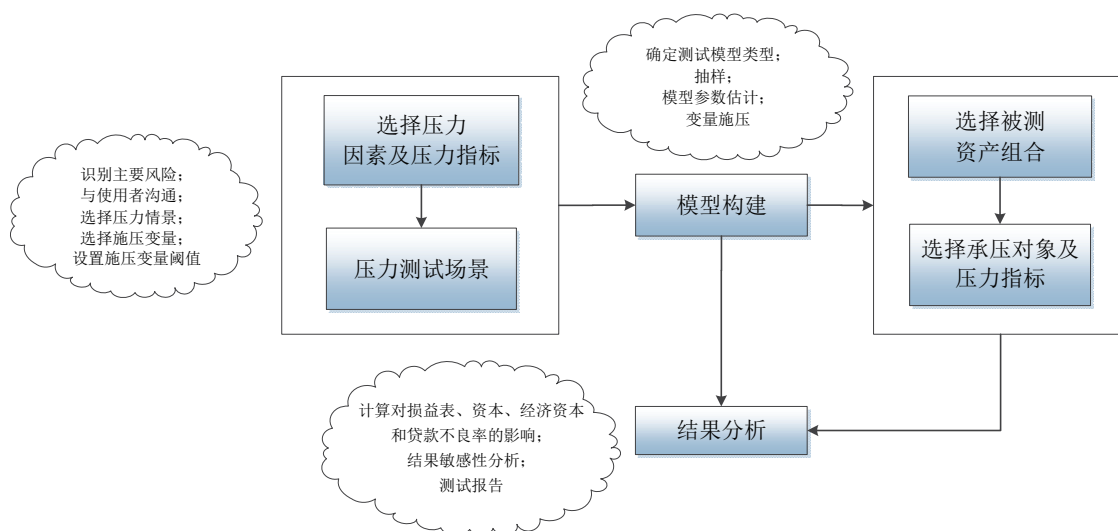 识别主要风险；
与使用者沟通；
选择压力情景；
选择施压变量；
设置施压变量阈值
选择压力
因素及压力指标
压力测试场景
确定测试模型类型；
抽样；
模型参数估计；
变量施压
模型构建
选择被测
资产组合
选择承压对象及
压力指标
计算对损益表、资本、经济资本
和贷款不良率的影响；
结果敏感性分析；
测试报告
结果分析